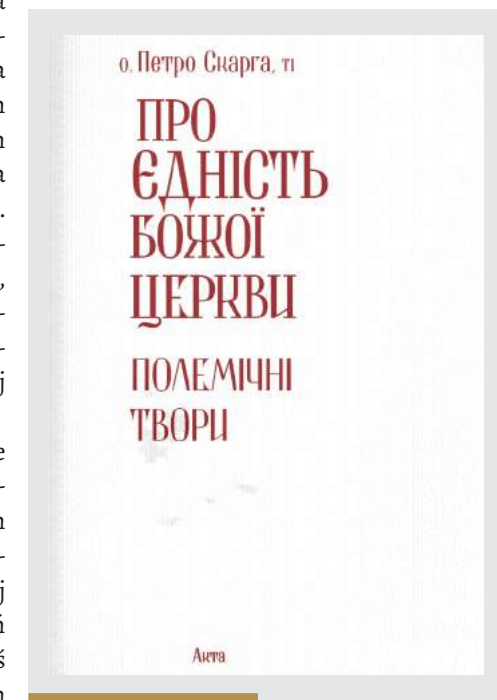 о. Петро Скарга, ТІ
ПРО
ЄДНІСТЬ
БОЖОЇ
ЦЕРКВИ
ПОЛЕМІЧНІ
ТВОРИ
Акта